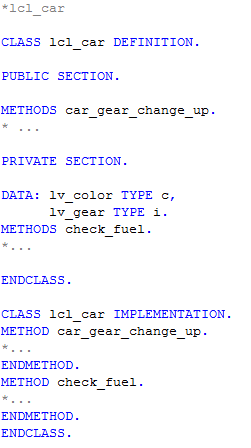 *lcl_car
CLASS lcl_car DEFINITION.
PUBLIC SECTION.
METHODS car_gear_change_up.
* ...
PRIVATE SECTION.
DATA: lv_color TYPE c,
lv_gear TYPE i.
METHODS check_fuel.
*...
ENDCLASS.
CLASS lcl_car IMPLEMENTATION.
METHOD car_gear_change_up.
*...
ENDMETHOD.
METHOD check_fuel.
*...
ENDMETHOD.
ENDCLASS.